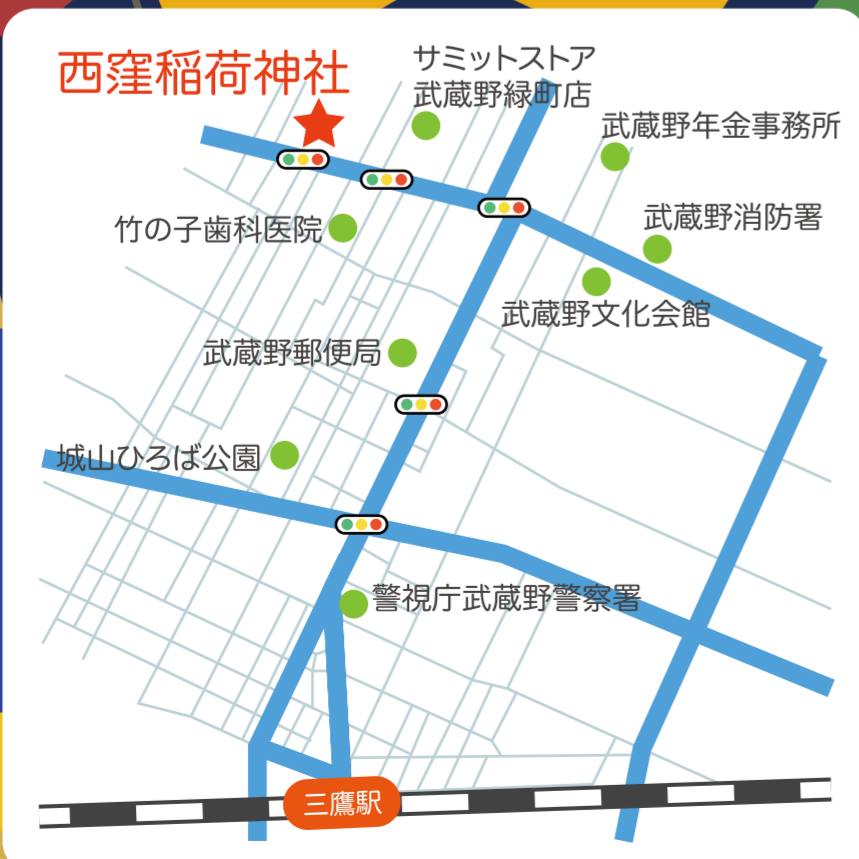 西窪稲荷神社
サミットストア
武蔵野緑町店
武蔵野年金事務所
竹の子歯科医院
武蔵野消防署
武蔵野文化会館
武蔵野郵便局
城山ひろば公園
警視庁武蔵野警察署
三鷹駅